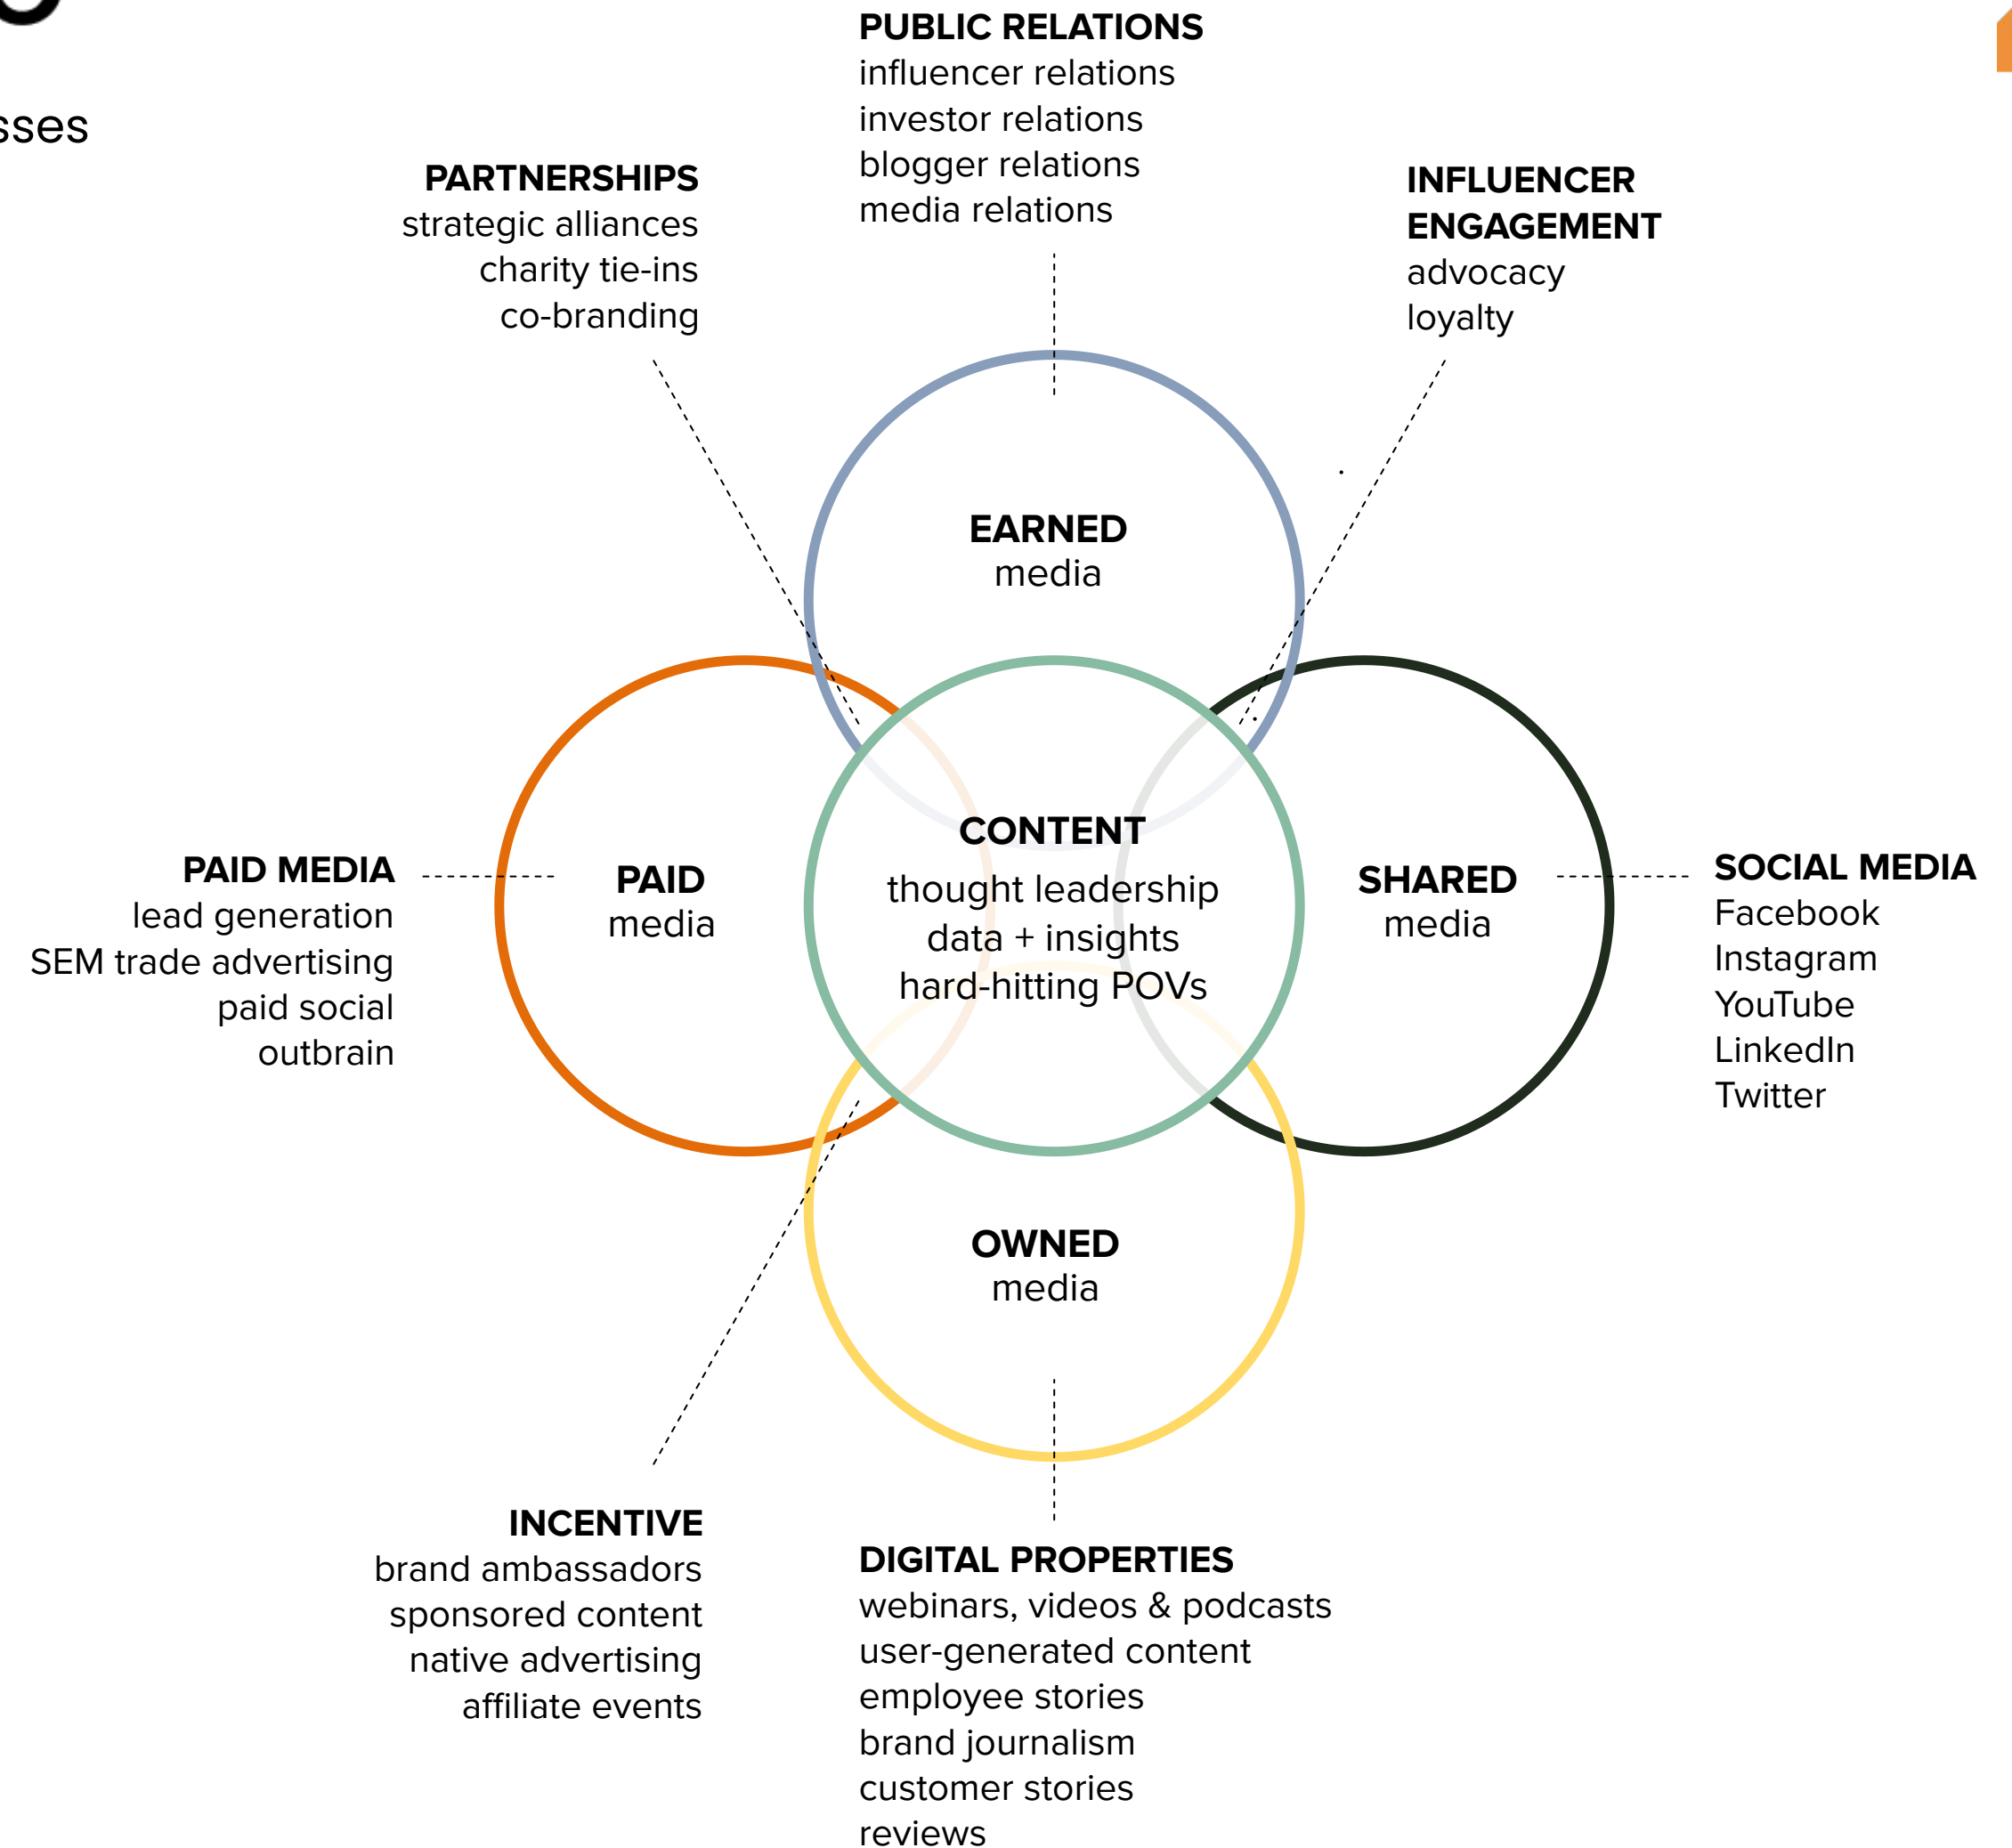 sses
PUBLIC RELATIONS
influencer relations
investor relations
blogger relations
media relations
PARTNERSHIPS
strategic alliances
charity tie-ins
co-branding
INFLUENCER
ENGAGEMENT
advocacy
loyalty
EARNED
media
CONTENT
thought leadership
data + insights
hard-hitting POVs
PAID MEDIA
lead generation
SEM trade advertising
paid social
outbrain
PAID
media
SHARED
media
SOCIAL MEDIA
Facebook
Instagram
YouTube
LinkedIn
Twitter
OWNED
media
INCENTIVE
brand ambassadors
sponsored content
native advertising
affiliate events
DIGITAL PROPERTIES
webinars, videos & podcasts
user-generated content
employee stories
brand journalism
customer stories
reviews